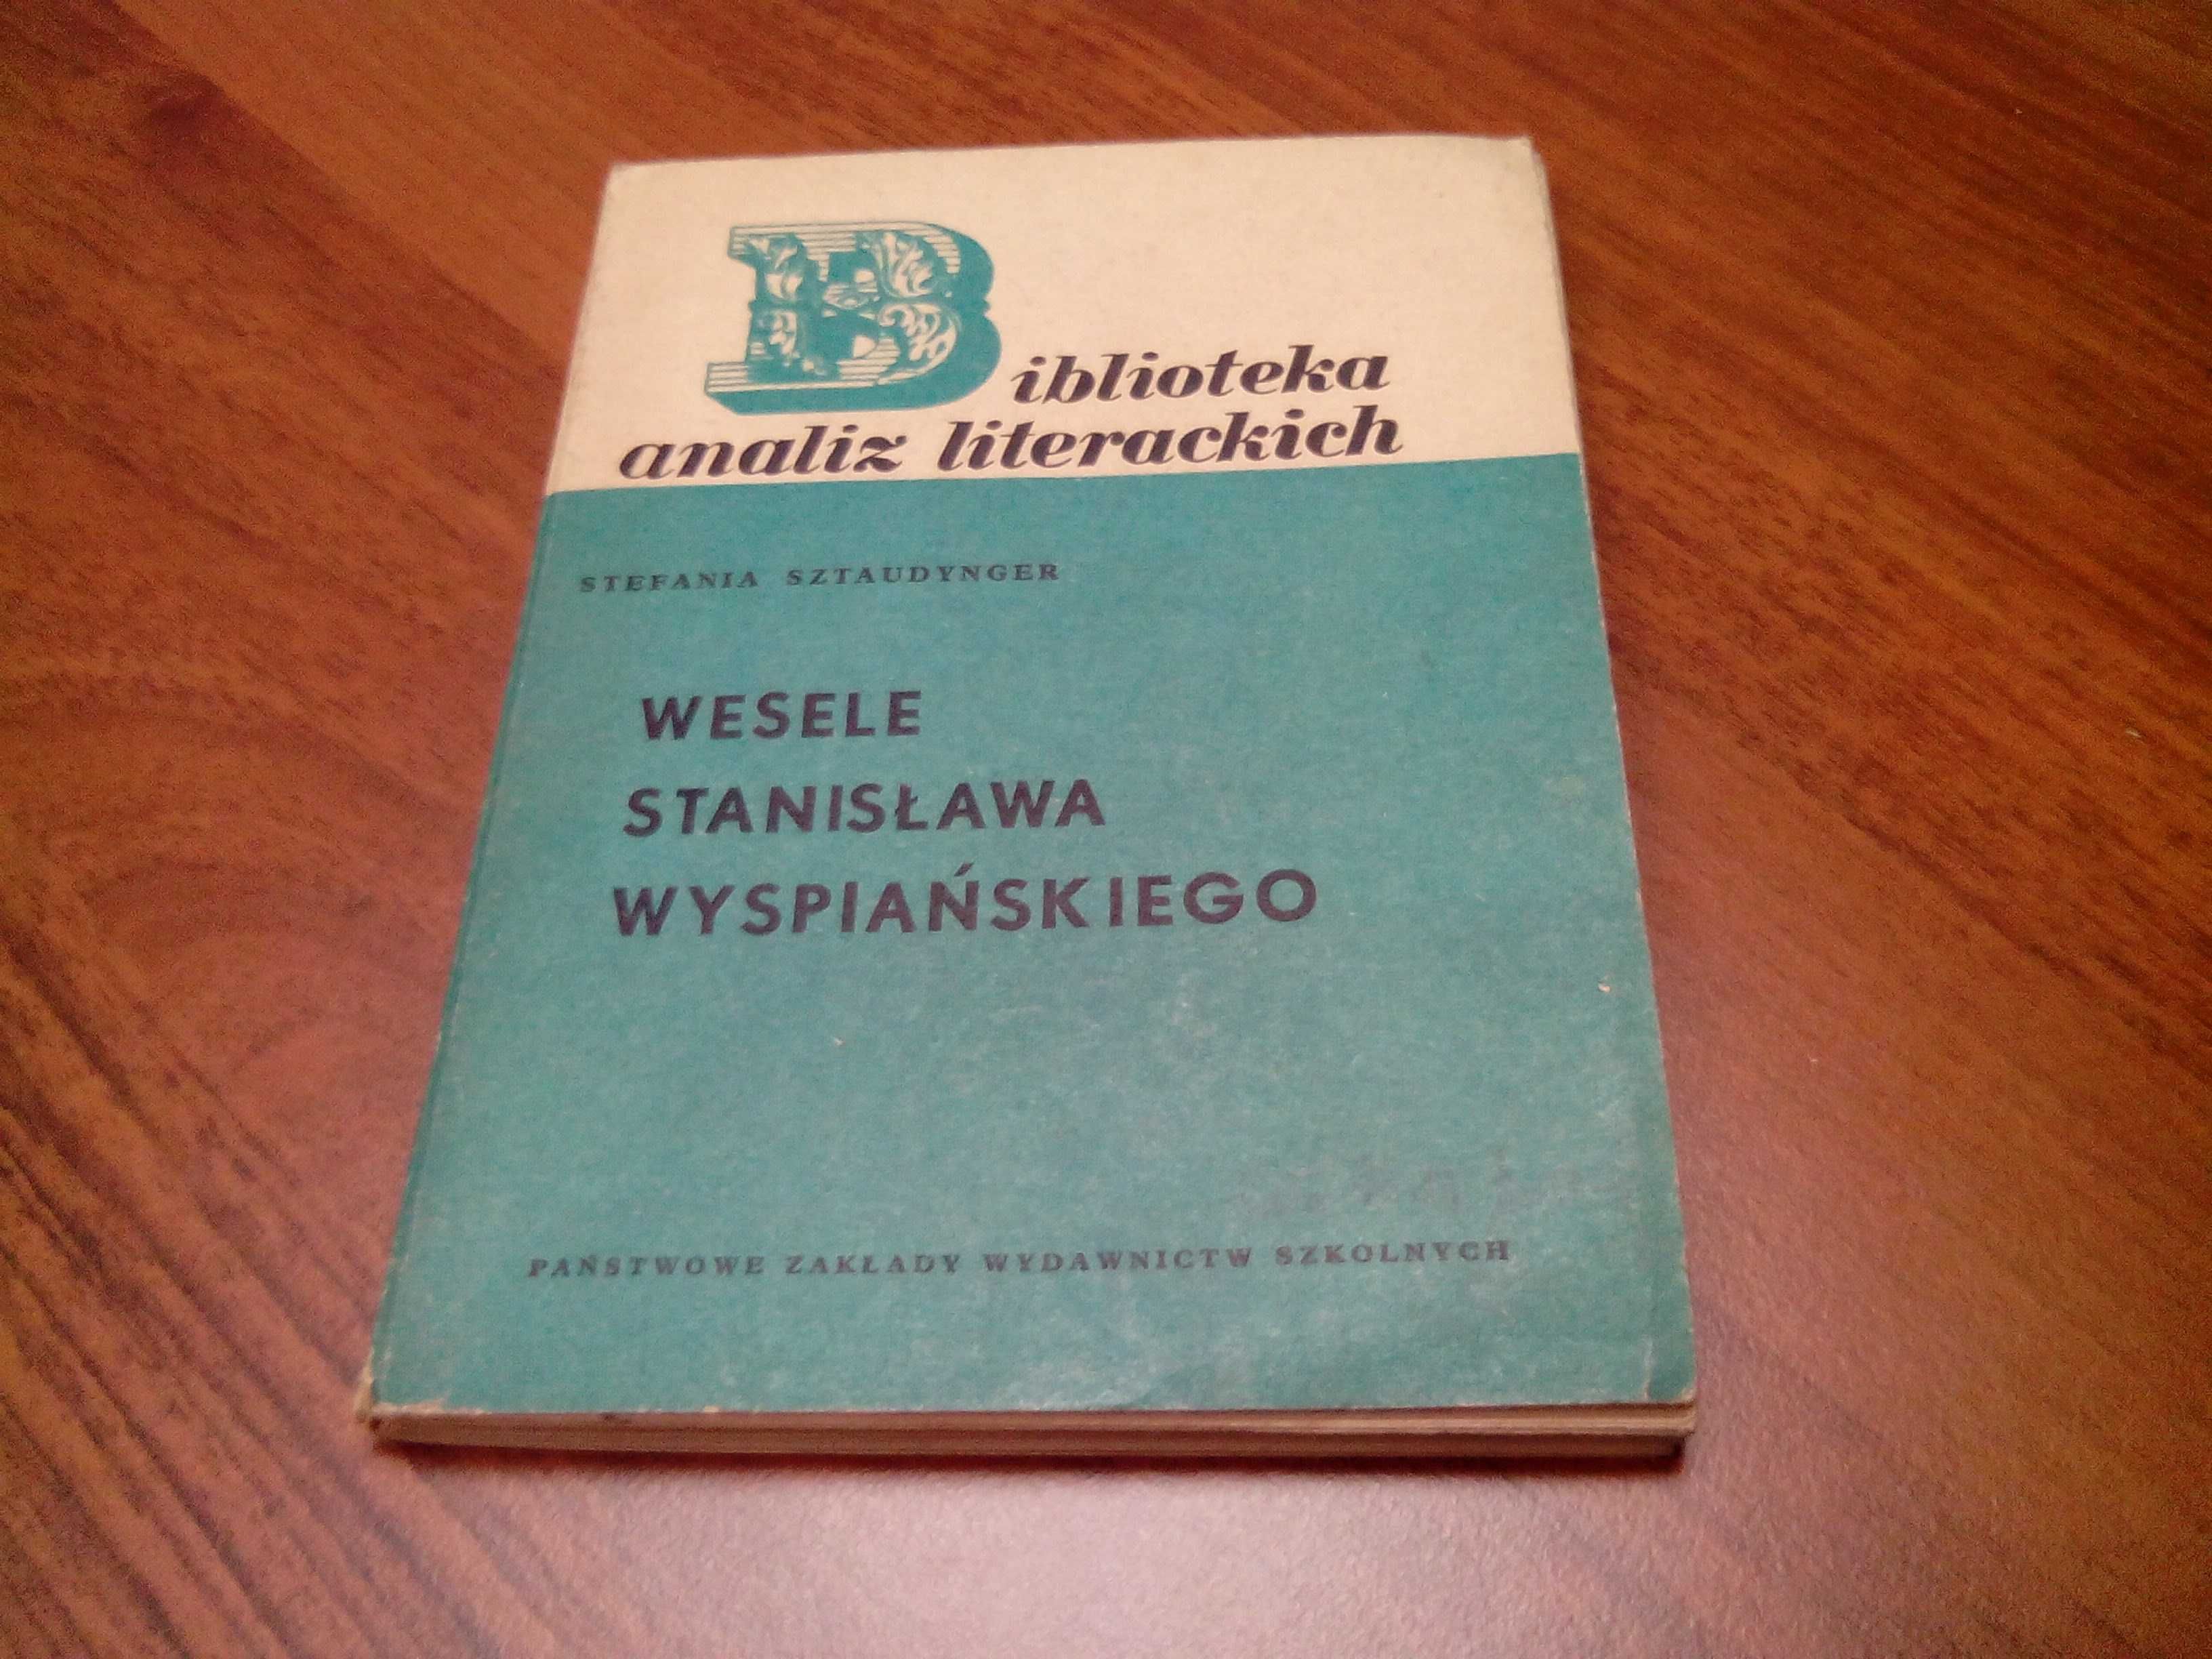 Biblioteka
analiz literackich
STEFANIA SZTAUDYNGER
WESELE
STANISŁAWA
WYSPIAŃSKIEGO
PAŃSTWOWE ZAKŁADY WYDAWNICTW SZKOLNYCH